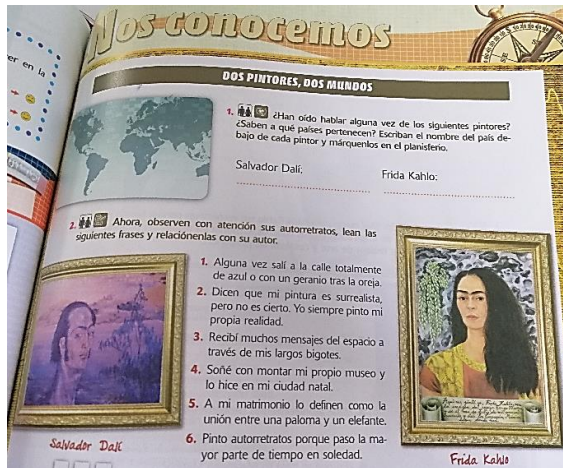 Nos conocemos
er en la
DOS PINTORES, DOS MUNDOS
1. ¿Han oído hablar alguna vez de los siguientes pintores?
¿Saben a qué países pertenecen? Escriban el nombre del país de-
bajo de cada pintor y márquenlos en el planisferio.
Salvador Dalí:
Frida Kahlo:
2. Ahora, observen con atención sus autorretratos, lean las
siguientes frases y relaciónenlas con su autor.
1. Alguna vez salí a la calle totalmente
de azul o con un geranio tras la oreja.
2. Dicen que mi pintura es surrealista,
pero no es cierto. Yo siempre pinto mi
propia realidad.
3. Recibí muchos mensajes del espacio a
través de mis largos bigotes.
4. Soñé con montar mi propio museo y
lo hice en mi ciudad natal.
5. A mi matrimonio lo definen como la
unión entre una paloma y un elefante.
6. Pinto autorretratos porque paso la ma-
yor parte de tiempo en soledad.
Salvador Dalí
Frida Kahlo